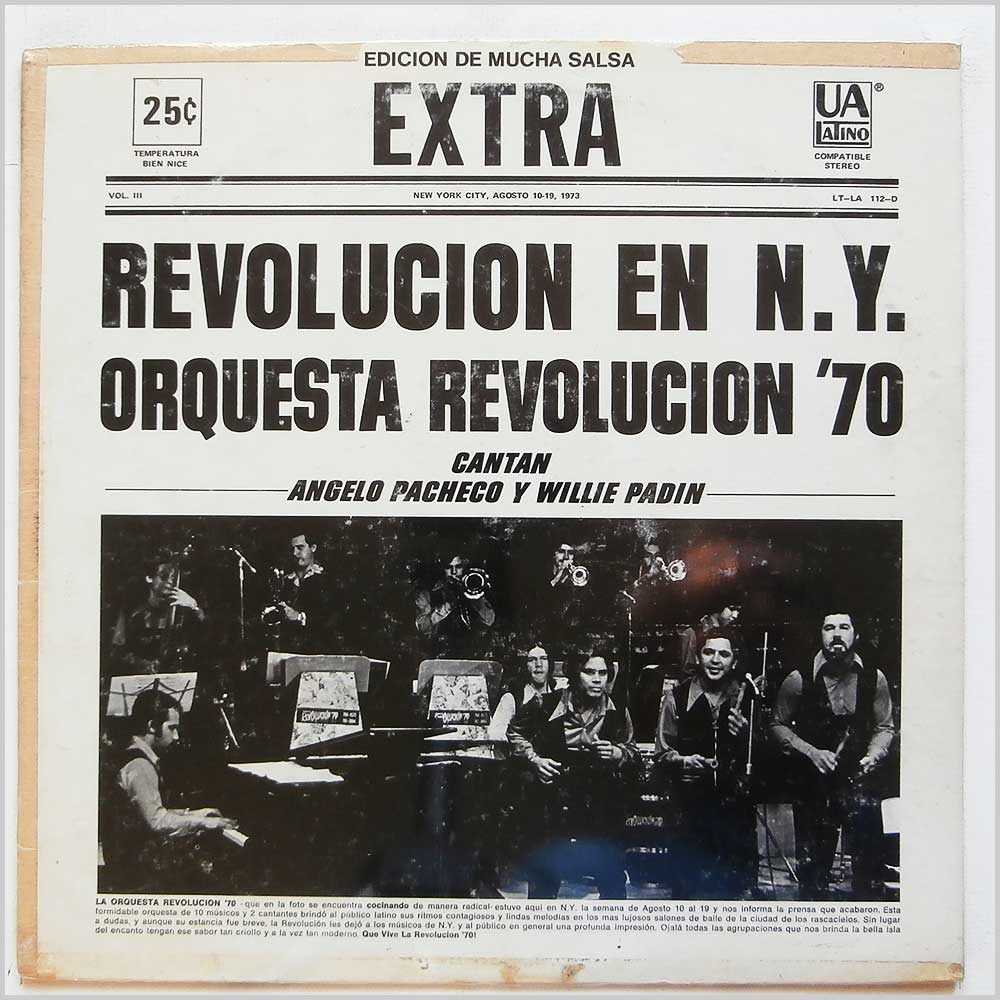 EDICION DE MUCHA SALSA
25¢
EXTRA
UA
LATINO
®
TEMPERATURA
BIEN NICE
COMPATIBLE
STEREO
VOL. III
NEW YORK CITY, AGOSTO 10-19, 1973
LT-LA 112-D
REVOLUCION EN N.Y.
ORQUESTA REVOLUCION '70
CANTAN
ANGELO PACHECO Y WILLIE PADIN
REVOLUCION '70
REVOLUCION '70
LA ORQUESTA REVOLUCION '70 -que en la foto se encuentra cocinando de manera radical- estuvo aquí en N.Y. la semana de Agosto 10 al 19 y nos informa la prensa que acabaron. Esta
formidable orquesta de 10 músicos y 2 cantantes brindó al público latino sus ritmos contagiosos y lindas melodias en los mas lujosos salones de baile de la ciudad de los rascacielos. Sin lugar
a dudas, y aunque su estancia fue breve, la Revolución les dejó a los músicos de N.Y. y al público en general una profunda impresión. Ojalá todas las agrupaciones que nos brinda la bella isla
del encanto tengan ese sabor tan criollo y a la vez tan moderno. Que Vive La Revolucion '70!